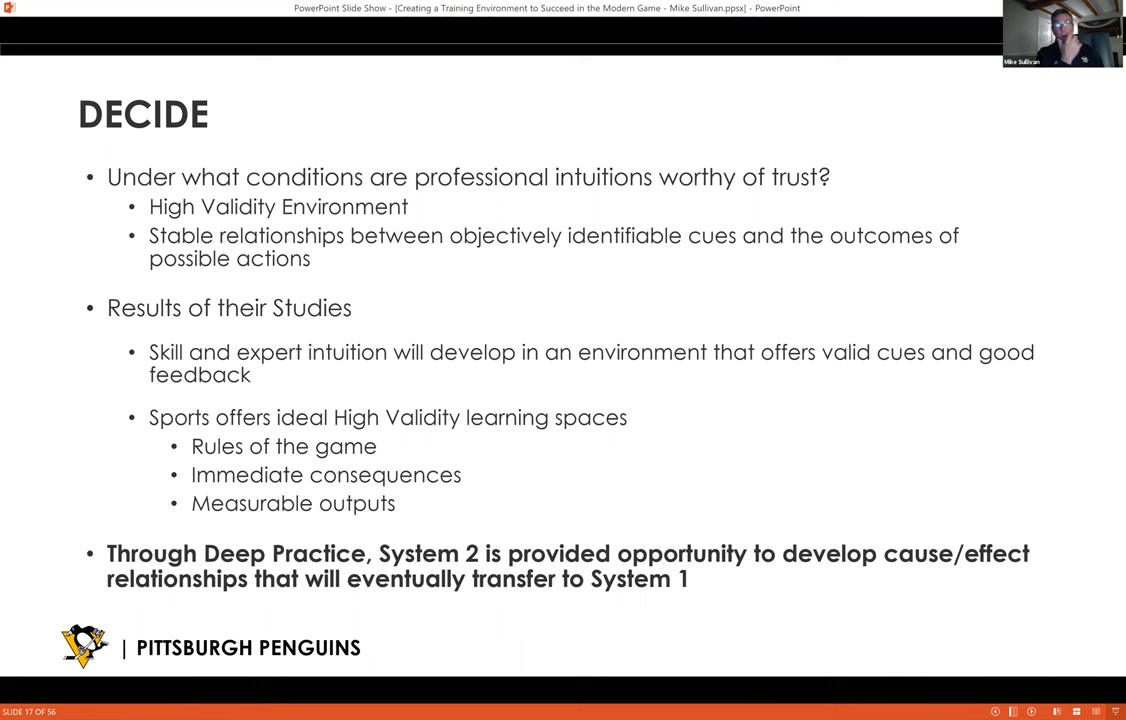 PowerPoint Slide Show - [Creating a Training Environment to Succeed in the Modern Game - Mike Sullivan.ppsx] - PowerPoint
Mike Sullivan
DECIDE
• Under what conditions are professional intuitions worthy of trust?
• High Validity Environment
• Stable relationships between objectively identifiable cues and the outcomes of
possible actions
• Results of their Studies
• Skill and expert intuition will develop in an environment that offers valid cues and good
feedback
• Sports offers ideal High Validity learning spaces
• Rules of the game
• Immediate consequences
• Measurable outputs
• Through Deep Practice, System 2 is provided opportunity to develop cause/effect
relationships that will eventually transfer to System 1
| PITTSBURGH PENGUINS
SLIDE 17 OF 56